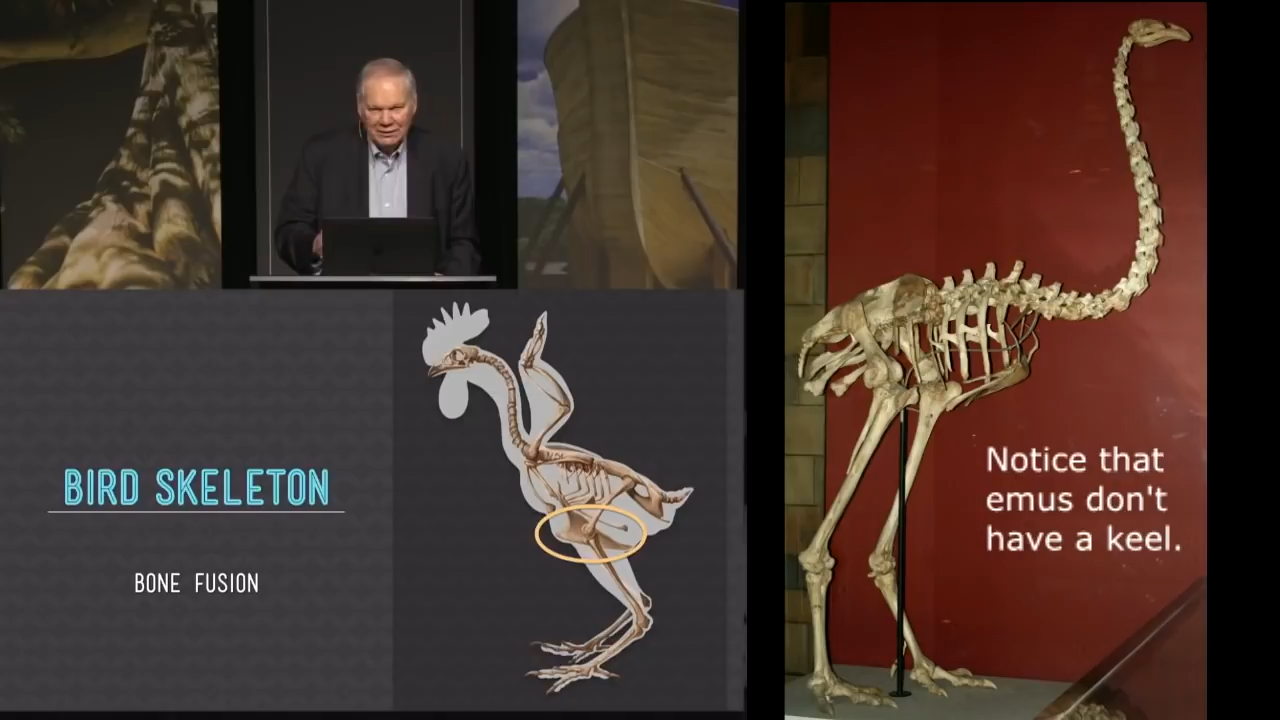 BIRD SKELETON
BONE FUSION
Notice that
emus don't
have a keel.